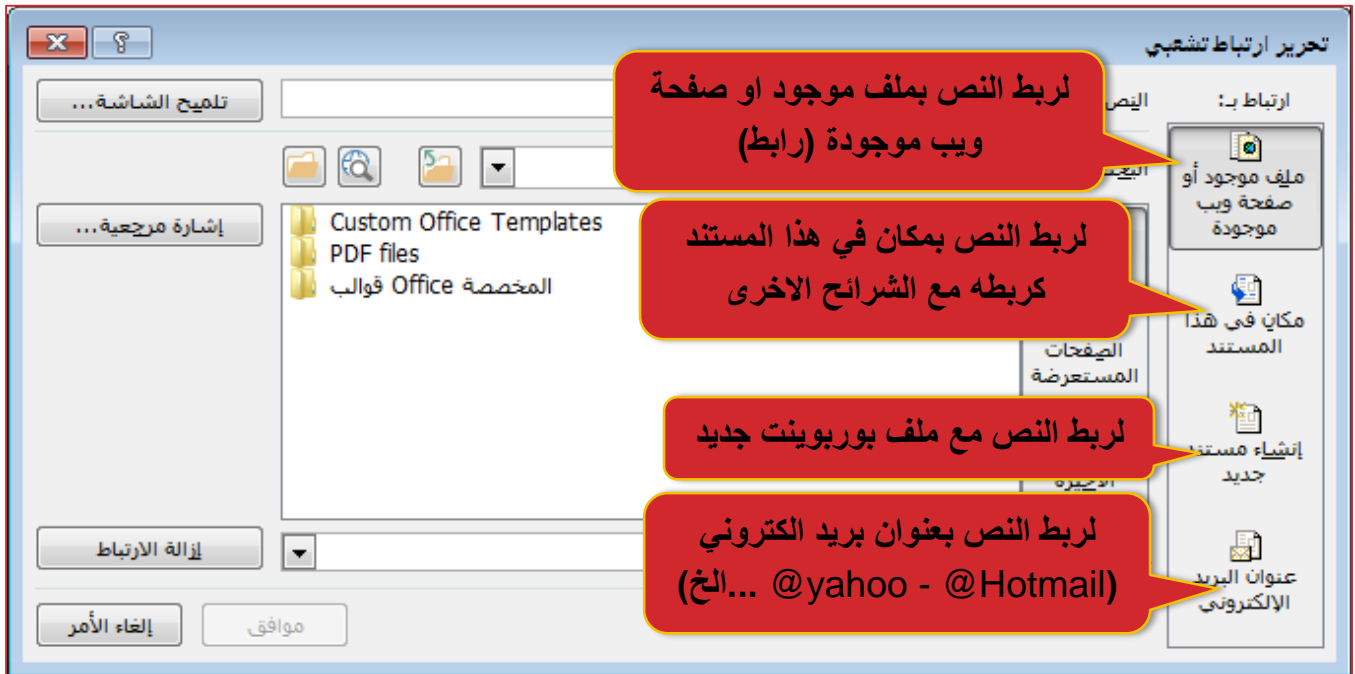 تحرير ارتباط تشعبي
ارتباط بـ:
النص
تلميح الشاشة...
لربط النص بملف موجود او صفحة
ويب موجودة (رابط)
ملف موجود أو
صفحة ويب
موجودة
إشارة مرجعية...
Custom Office Templates
PDF files
قوالب Office المخصصة
لربط النص بمكان في هذا المستند
كربطه مع الشرائح الاخرى
مكان في هذا
المستند
الصفحات
المستعرضة
لربط النص مع ملف بوربوينت جديد
إنشاء مستند
جديد
الأخيرة
لربط النص بعنوان بريد الكتروني
(@yahoo - @Hotmail ...الخ)
عنوان البريد
الإلكتروني
إزالة الارتباط
موافق
إلغاء الأمر